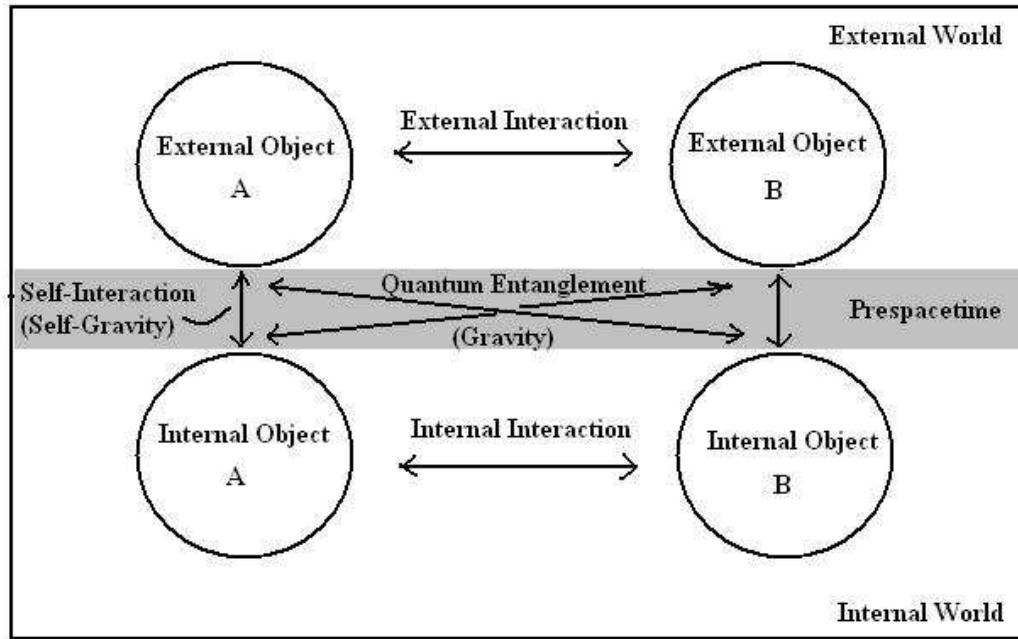 External World
External Interaction
External Object
A
External Object
B
Self-Interaction
(Self-Gravity)
Quantum Entanglement
(Gravity)
Prespacetime
Internal Object
A
Internal Interaction
Internal Object
B
Internal World